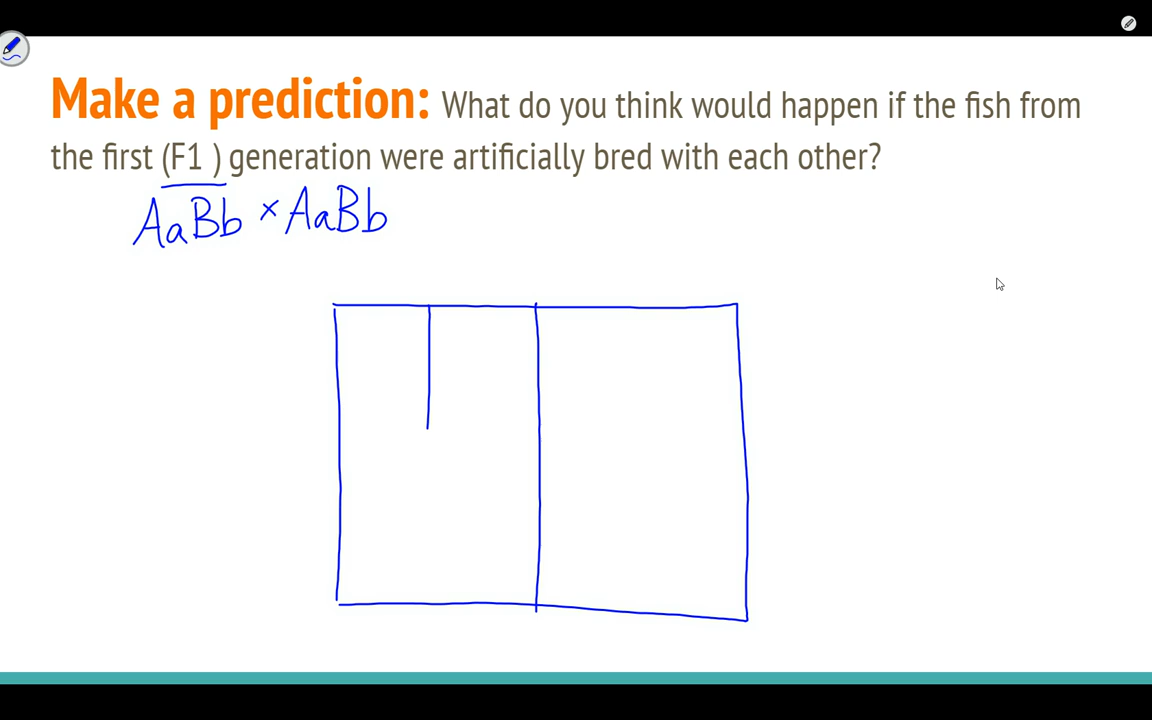 Make a prediction: What do you think would happen if the fish from
the first (F1 ) generation were artificially bred with each other?
AaBb × AaBb